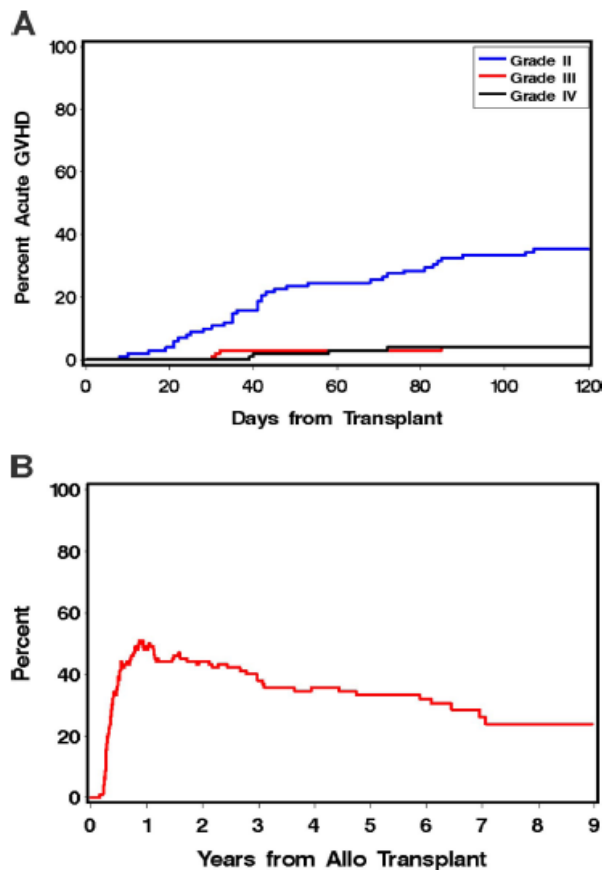 A
100
80
60
40
20
0
Percent Acute GVHD
Grade II
Grade III
Grade IV
0 20 40 60 80 100 120
Days from Transplant
B
100
80
60
40
20
0
Percent
0 1 2 3 4 5 6 7 8 9
Years from Allo Transplant